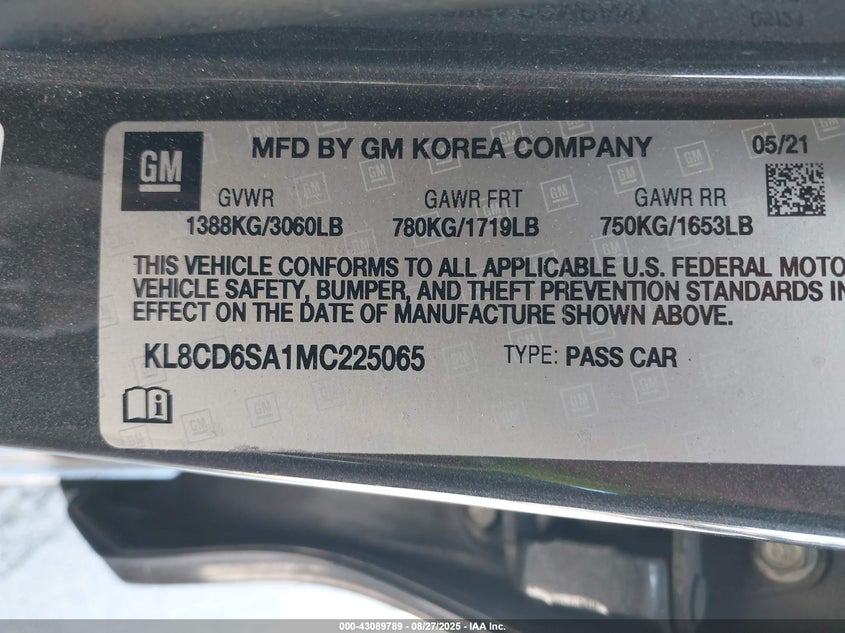 GM
MFD BY GM KOREA COMPANY
05/21
GVWR
GAWR FRT
GAWR RR
1388KG/3060LB
780KG/1719LB
750KG/1653LB
THIS VEHICLE CONFORMS TO ALL APPLICABLE U.S. FEDERAL MOTO
VEHICLE SAFETY, BUMPER, AND THEFT PREVENTION STANDARDS IN
EFFECT ON THE DATE OF MANUFACTURE SHOWN ABOVE.
KL8CD6SA1MC225065
TYPE: PASS CAR
000-43089789 - 08/27/2025 - IAA Inc.